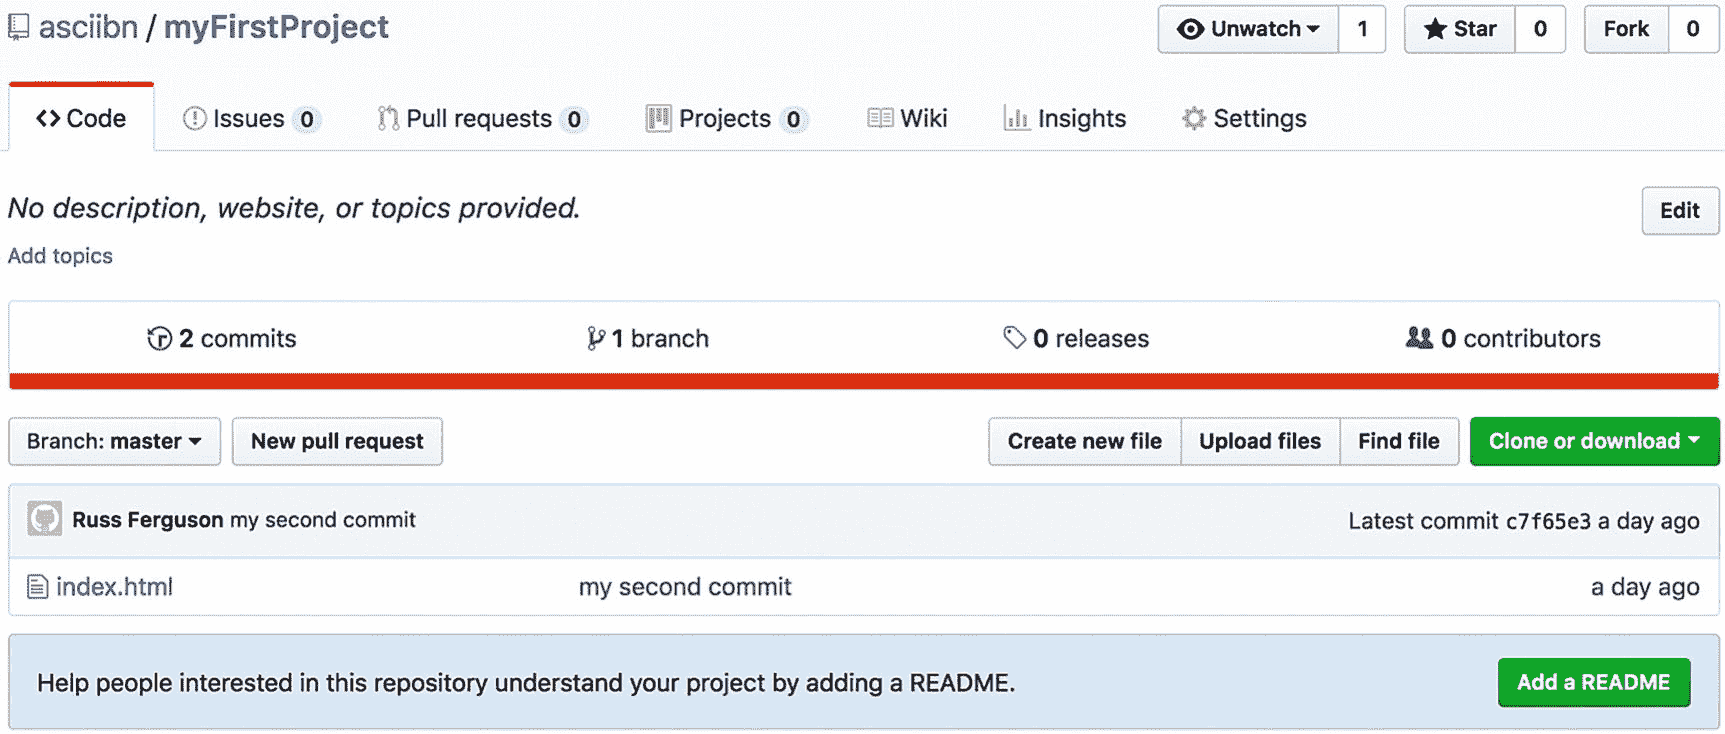 asciibn / myFirstProject Unwatch 1 Star 0 Fork 0
Code Issues 0 Pull requests 0 Projects 0 Wiki Insights Settings
No description, website, or topics provided. Edit
Add topics
2 commits 1 branch 0 releases 0 contributors
Branch: master New pull request Create new file Upload files Find file Clone or download
Russ Ferguson my second commit Latest commit c7f65e3 a day ago
index.html my second commit a day ago
Help people interested in this repository understand your project by adding a README. Add a README